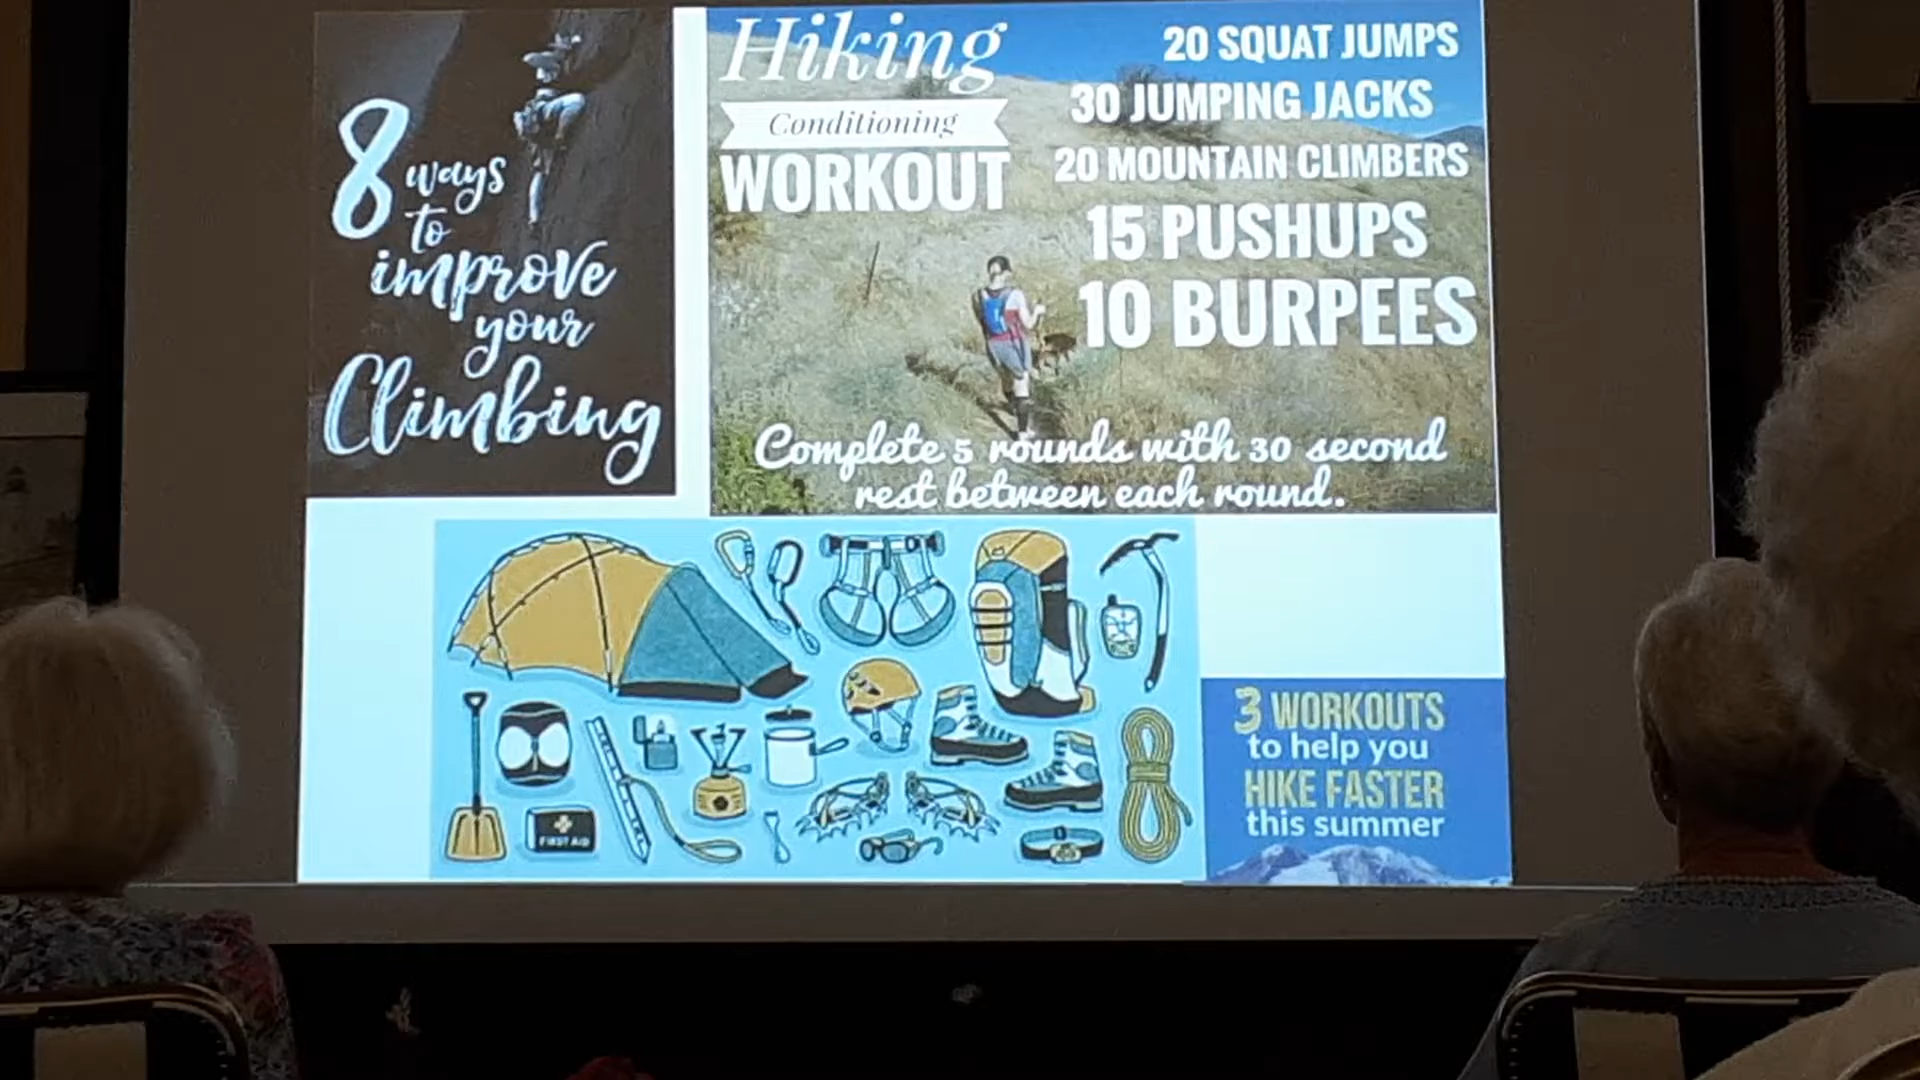 8 ways
to
improve
your
Climbing
Hiking
Conditioning
WORKOUT
20 SQUAT JUMPS
30 JUMPING JACKS
20 MOUNTAIN CLIMBERS
15 PUSHUPS
10 BURPEES
Complete 5 rounds with 30 second
rest between each round.
FIRST AID
3 WORKOUTS
to help you
HIKE FASTER
this summer